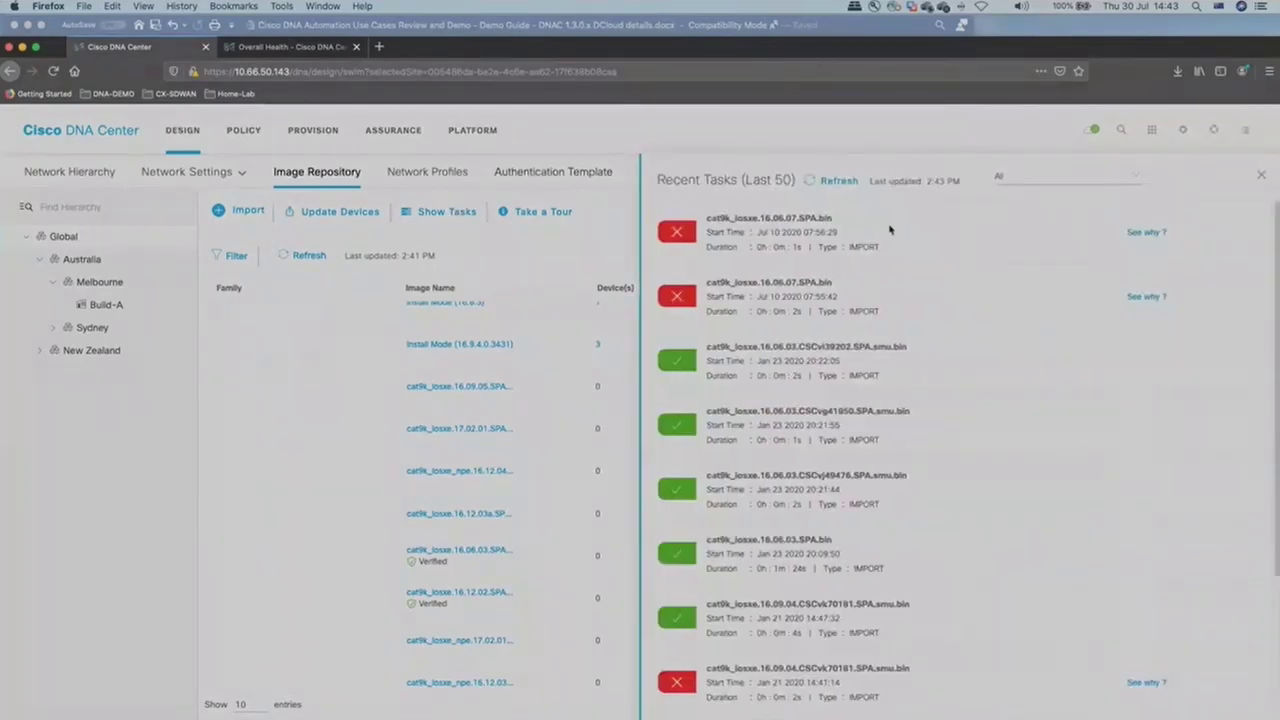 Firefox File Edit View History Bookmarks Tools Window Help
100% Thu 30 Jul 14:43
AutoSave
Cisco DNA Automation Use Cases Review and Demo - Demo Guide - DNAC 1.3.0.x DCloud details.docx - Compatibility Mode
Saved
Cisco DNA Center
Overall Health - Cisco DNA Ce
https://10.66.50.143/dna/design/swim?selectedSite=
Getting Started DNA-DEMO CX-SDWAN Home-Lab
Cisco DNA Center DESIGN POLICY PROVISION ASSURANCE PLATFORM
Network Hierarchy Network Settings Image Repository Network Profiles Authentication Template
Find Hierarchy
Global
Australia
Melbourne
Build-A
Sydney
New Zealand
Import Update Devices Show Tasks Take a Tour
Filter Refresh Last updated: 2:41 PM
Family Image Name Device(s)
Install Mode (16.9.4.0.3431) 3
cat9k_iosxe.16.09.05.SPA... 0
cat9k_iosxe.17.02.01.SPA... 0
cat9k_iosxe_npe.16.12.04... 0
cat9k_iosxe.16.12.03a.SP... 0
cat9k_iosxe.16.06.03.SPA... 0
Verified
cat9k_iosxe.16.12.02.SPA... 0
Verified
cat9k_iosxe_npe.17.02.01... 0
cat9k_iosxe_npe.16.12.03... 0
Show 10 entries
Recent Tasks (Last 50) Refresh Last updated: 2:43 PM All
cat9k_iosxe.16.06.07.SPA.bin
Start Time : Jul 10 2020 07:56:29 See why ?
Duration : 0h : 0m : 1s | Type : IMPORT
cat9k_iosxe.16.06.07.SPA.bin
Start Time : Jul 10 2020 07:55:42 See why ?
Duration : 0h : 0m : 2s | Type : IMPORT
cat9k_iosxe.16.06.03.CSCvi39202.SPA.smu.bin
Start Time : Jan 23 2020 20:22:05
Duration : 0h : 0m : 2s | Type : IMPORT
cat9k_iosxe.16.06.03.CSCvg41950.SPA.smu.bin
Start Time : Jan 23 2020 20:21:55
Duration : 0h : 0m : 1s | Type : IMPORT
cat9k_iosxe.16.06.03.CSCvj49476.SPA.smu.bin
Start Time : Jan 23 2020 20:21:44
Duration : 0h : 0m : 2s | Type : IMPORT
cat9k_iosxe.16.06.03.SPA.bin
Start Time : Jan 23 2020 20:09:50
Duration : 0h : 1m : 24s | Type : IMPORT
cat9k_iosxe.16.09.04.CSCvk70181.SPA.smu.bin
Start Time : Jan 21 2020 14:47:32
Duration : 0h : 0m : 4s | Type : IMPORT
cat9k_iosxe.16.09.04.CSCvk70181.SPA.smu.bin
Start Time : Jan 21 2020 14:41:14 See why ?
Duration : 0h : 0m : 2s | Type : IMPORT